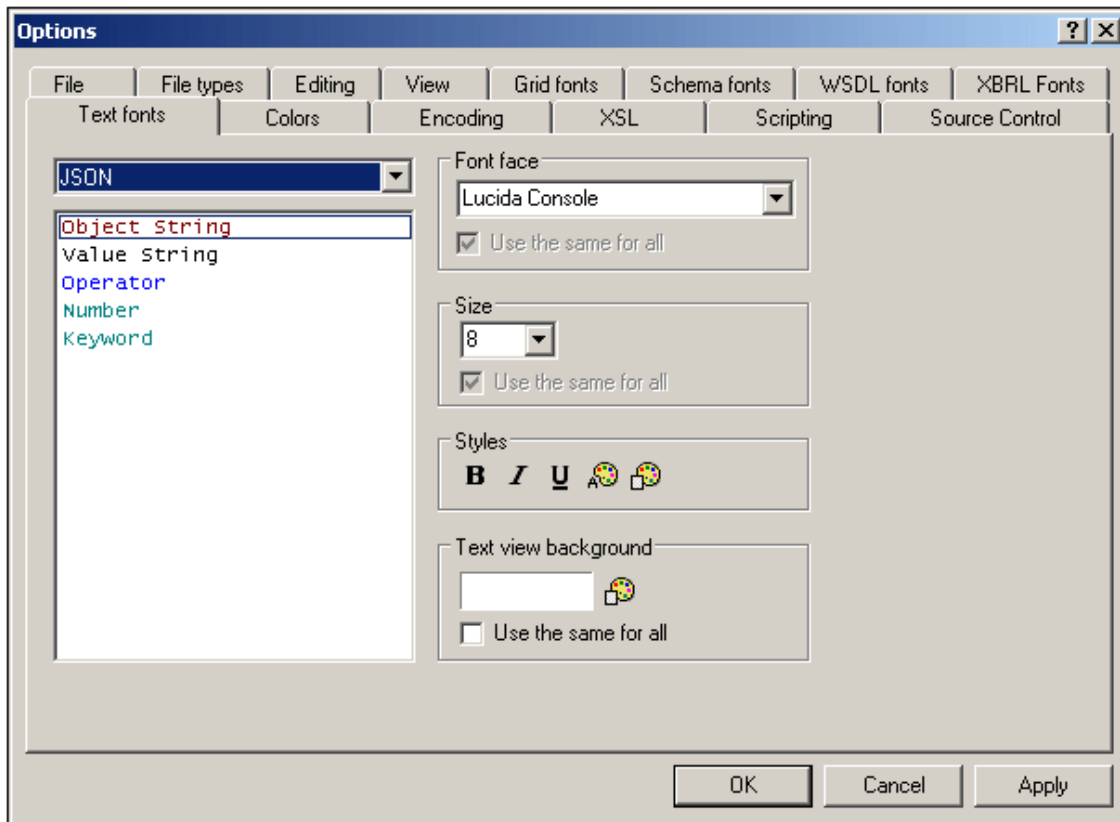 Options
File File types Editing View Grid fonts Schema fonts WSDL fonts XBRL Fonts
Text fonts Colors Encoding XSL Scripting Source Control
JSON
Object String
Value String
Operator
Number
Keyword
Font face
Lucida Console
Use the same for all
Size
8
Use the same for all
Styles
B I U A
Text view background
Use the same for all
OK Cancel Apply